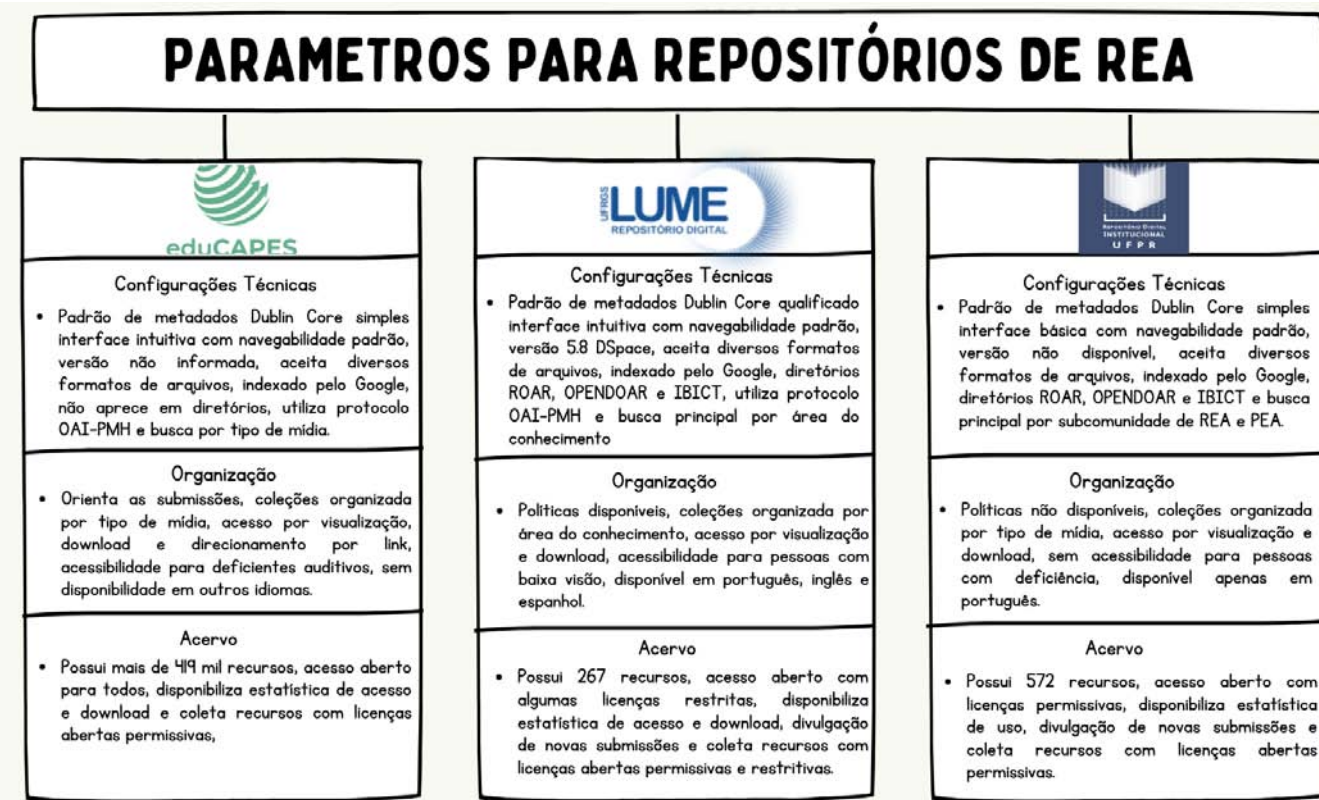 PARAMETROS PARA REPOSITÓRIOS DE REA
eduCAPES
Configurações Técnicas
• Padrão de metadados Dublin Core simples
interface intuitiva com navegabilidade padrão,
versão não informada, aceita diversos
formatos de arquivos, indexado pelo Google,
não aprece em diretórios, utiliza protocolo
OAI-PMH e busca por tipo de mídia.
Organização
• Orienta as submissões, coleções organizada
por tipo de mídia, acesso por visualização,
download e direcionamento por link,
acessibilidade para deficientes auditivos, sem
disponibilidade em outros idiomas.
Acervo
• Possui mais de 419 mil recursos, acesso aberto
para todos, disponibiliza estatística de acesso
e download e coleta recursos com licenças
abertas permissivas,
UFRGS
LUME
REPOSITÓRIO DIGITAL
Configurações Técnicas
• Padrão de metadados Dublin Core qualificado
interface intuitiva com navegabilidade padrão,
versão 5.8 DSpace, aceita diversos formatos
de arquivos, indexado pelo Google, diretórios
ROAR, OPENDOAR e IBICT, utiliza protocolo
OAI-PMH e busca principal por área do
conhecimento
Organização
• Políticas disponíveis, coleções organizada por
área do conhecimento, acesso por visualização
e download, acessibilidade para pessoas com
baixa visão, disponível em português, inglês e
espanhol.
Acervo
• Possui 267 recursos, acesso aberto com
algumas licenças restritas, disponibiliza
estatística de acesso e download, divulgação
de novas submissões e coleta recursos com
licenças abertas permissivas e restritivas.
Repositório Digital
INSTITUCIONAL
UFPR
Configurações Técnicas
• Padrão de metadados Dublin Core simples
interface básica com navegabilidade padrão,
versão não disponível, aceita diversos
formatos de arquivos, indexado pelo Google,
diretórios ROAR, OPENDOAR e IBICT e busca
principal por subcomunidade de REA e PEA.
Organização
• Políticas não disponíveis, coleções organizada
por tipo de mídia, acesso por visualização e
download, sem acessibilidade para pessoas
com deficiência, disponível apenas em
português.
Acervo
• Possui 572 recursos, acesso aberto com
licenças permissivas, disponibiliza estatística
de uso, divulgação de novas submissões e
coleta recursos com licenças abertas
permissivas.